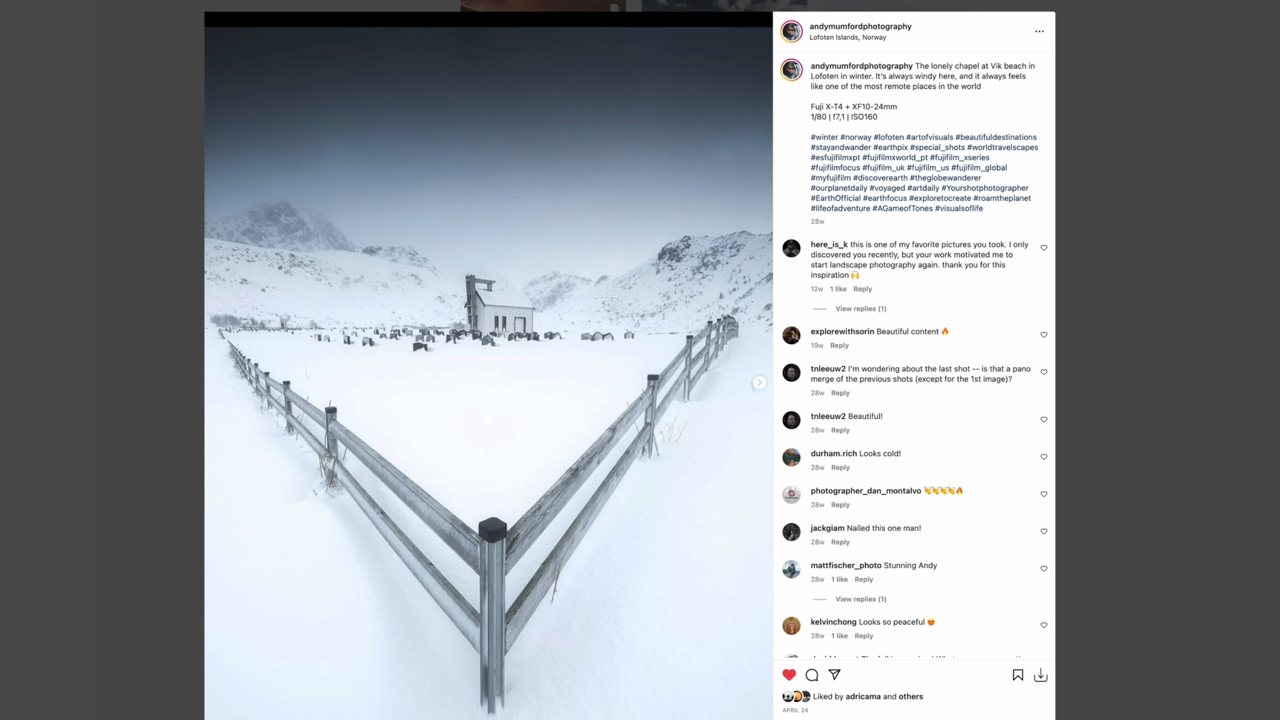 andymumfordphotography
Lofoten Islands, Norway
andymumfordphotography The lonely chapel at Vik beach in
Lofoten in winter. It's always windy here, and it always feels
like one of the most remote places in the world
Fuji X-T4 + XF10-24mm
1/80 | f7,1 | ISO160
#winter #norway #lofoten #artofvisuals #beautifuldestinations
#stayandwander #earthpix #special_shots #worldtravelscapes
#esfujifilmxpt #fujifilmxworld_pt #fujifilm_xseries
#fujifilmfocus #fujifilm_uk #fujifilm_us #fujifilm_global
#myfujifilm #discoverearth #theglobewanderer
#ourplanetdaily #voyaged #artdaily #Yourshotphotographer
#EarthOfficial #earthfocus #exploretocreate #roamtheplanet
#lifeofadventure #AGameofTones #visualsoflife
28w
here_is_k this is one of my favorite pictures you took. I only
discovered you recently, but your work motivated me to
start landscape photography again. thank you for this
inspiration 🙌
12w 1 like Reply
View replies (1)
explorewithsorin Beautiful content 🔥
19w Reply
tnleeuw2 I'm wondering about the last shot -- is that a pano
merge of the previous shots (except for the 1st image)?
28w Reply
tnleeuw2 Beautiful!
28w Reply
durham.rich Looks cold!
28w Reply
photographer_dan_montalvo 👏👏👏👏🔥
28w Reply
jackgiam Nailed this one man!
28w Reply
mattfischer_photo Stunning Andy
28w 1 like Reply
View replies (1)
kelvinchong Looks so peaceful 😍
28w 1 like Reply
Liked by adricama and others
APRIL 24